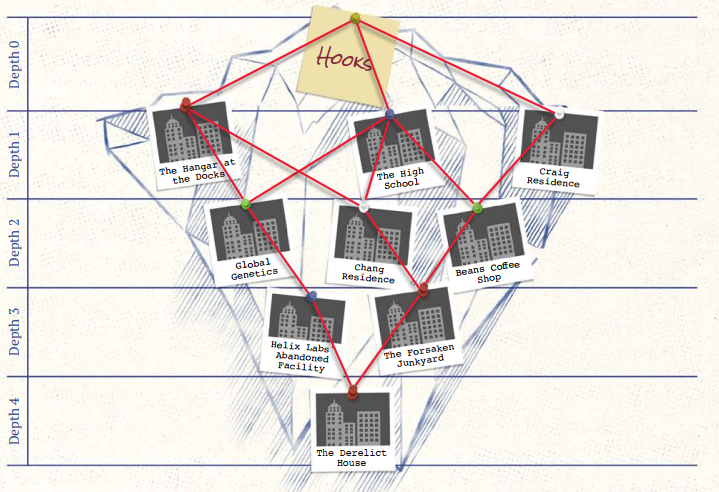 Depth 0
Hooks
Depth 1
The Hangar at
the Docks
The High
School
Craig
Residence
Depth 2
Global
Genetics
Chang
Residence
Beans Coffee
Shop
Depth 3
Helix Labs
Abandoned
Facility
The Forsaken
Junkyard
Depth 4
The Derelict
House